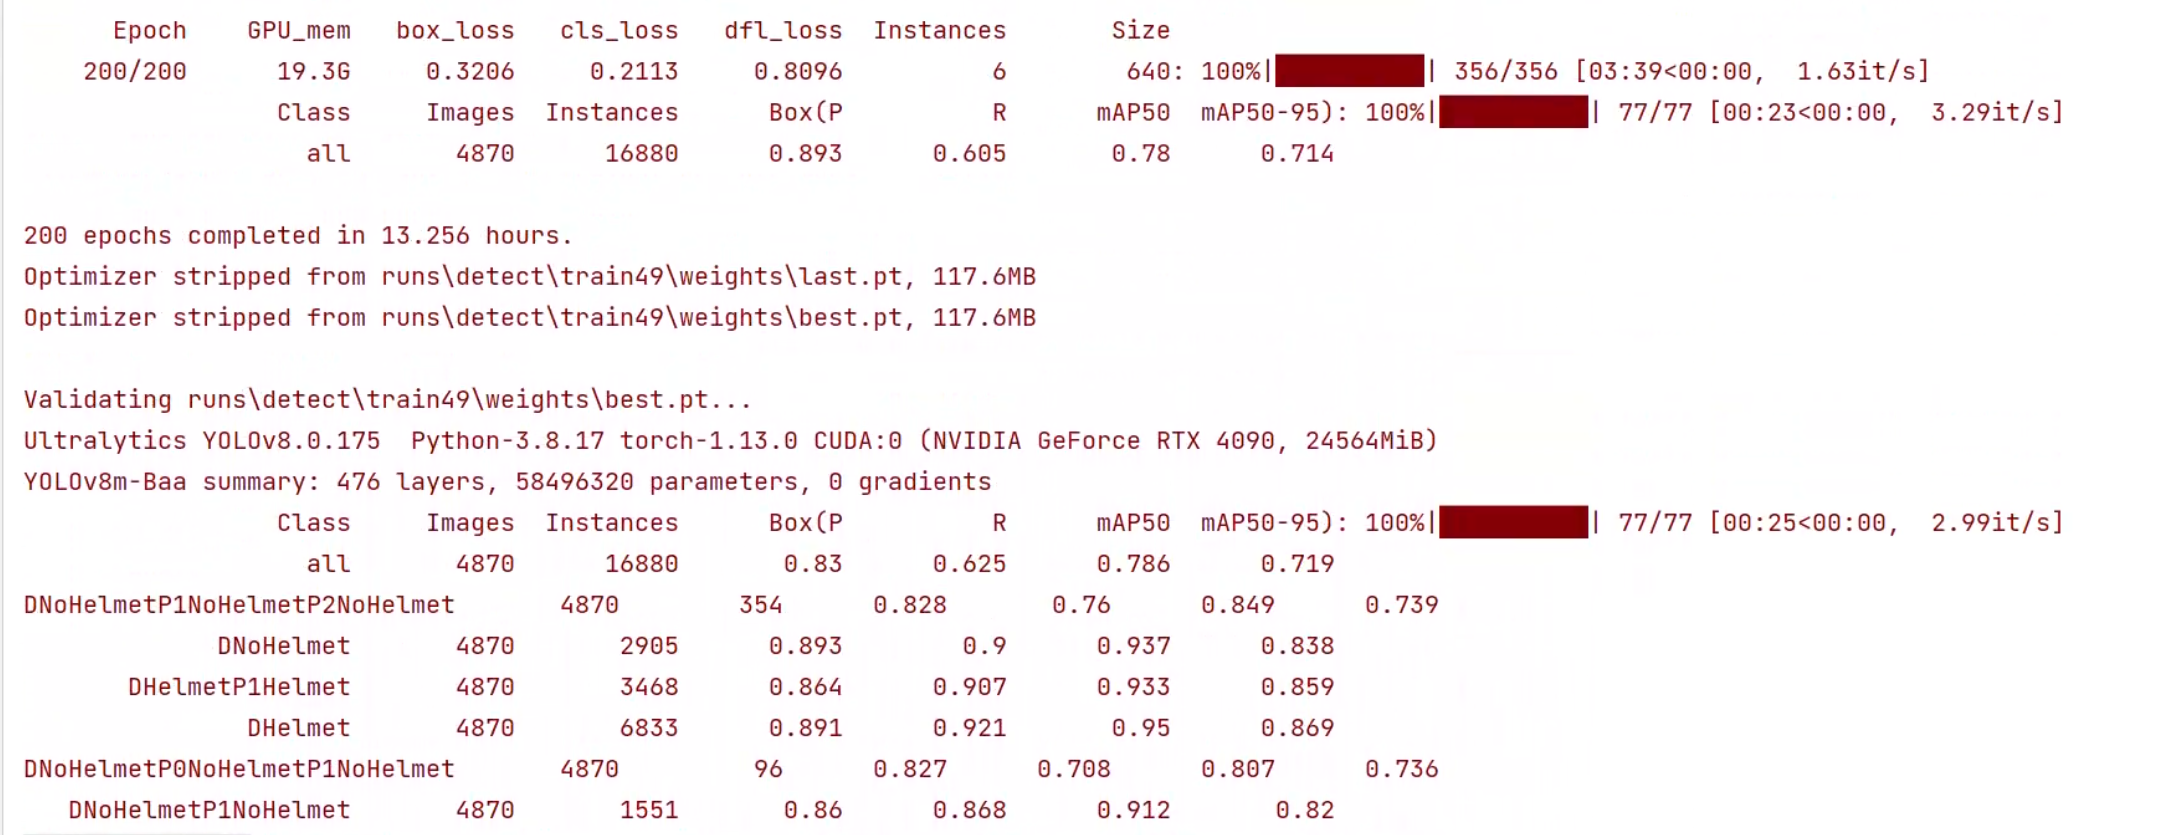 Epoch GPU_mem box_loss cls_loss dfl_loss Instances Size
200/200 19.3G 0.3206 0.2113 0.8096 6 640: 100%|██████████| 356/356 [03:39<00:00, 1.63it/s]
Class Images Instances Box(P R mAP50 mAP50-95): 100%|██████████| 77/77 [00:23<00:00, 3.29it/s]
all 4870 16880 0.893 0.605 0.78 0.714
200 epochs completed in 13.256 hours.
Optimizer stripped from runs\detect\train49\weights\last.pt, 117.6MB
Optimizer stripped from runs\detect\train49\weights\best.pt, 117.6MB
Validating runs\detect\train49\weights\best.pt...
Ultralytics YOLOv8.0.175 Python-3.8.17 torch-1.13.0 CUDA:0 (NVIDIA GeForce RTX 4090, 24564MiB)
YOLOv8m-Baa summary: 476 layers, 58496320 parameters, 0 gradients
Class Images Instances Box(P R mAP50 mAP50-95): 100%|██████████| 77/77 [00:25<00:00, 2.99it/s]
all 4870 16880 0.83 0.625 0.786 0.719
DNoHelmetP1NoHelmetP2NoHelmet 4870 354 0.828 0.76 0.849 0.739
DNoHelmet 4870 2905 0.893 0.9 0.937 0.838
DHelmetP1Helmet 4870 3468 0.864 0.907 0.933 0.859
DHelmet 4870 6833 0.891 0.921 0.95 0.869
DNoHelmetP0NoHelmetP1NoHelmet 4870 96 0.827 0.708 0.807 0.736
DNoHelmetP1NoHelmet 4870 1551 0.86 0.868 0.912 0.82